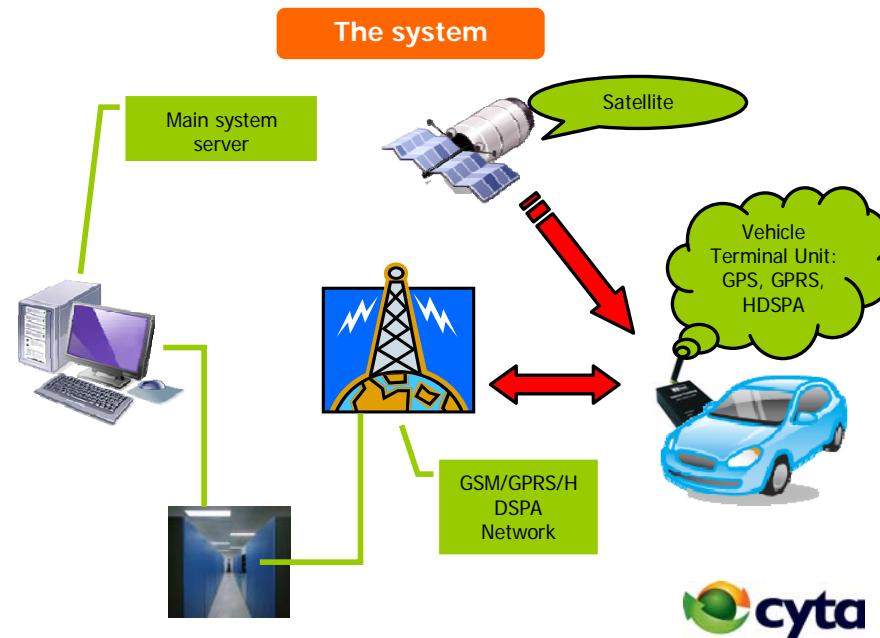 The system
Satellite
Main system
server
Vehicle
Terminal Unit:
GPS, GPRS,
HDSPA
GSM/GPRS/H
DSPA
Network
cyta